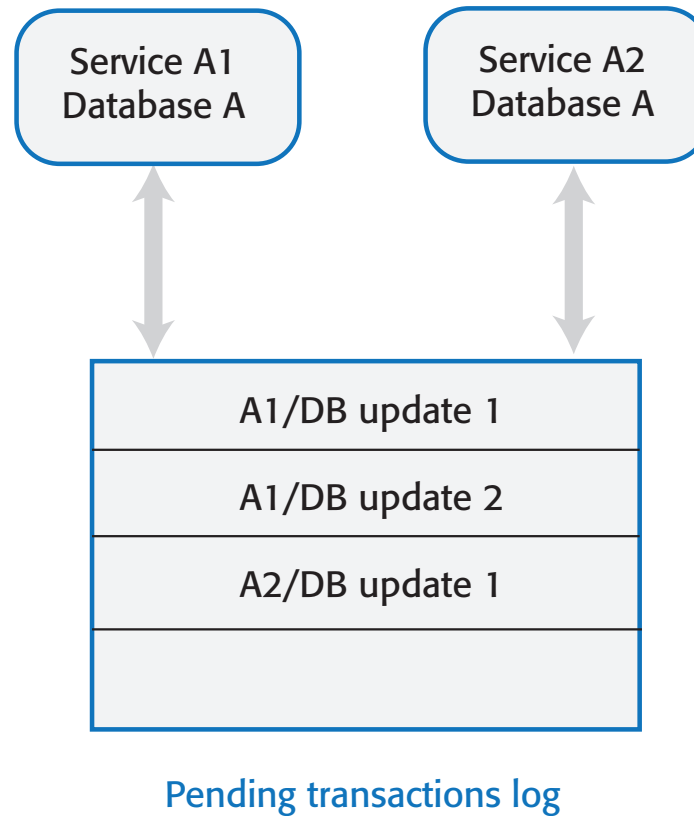 Service A1
Database A
Service A2
Database A
A1/DB update 1
A1/DB update 2
A2/DB update 1
Pending transactions log